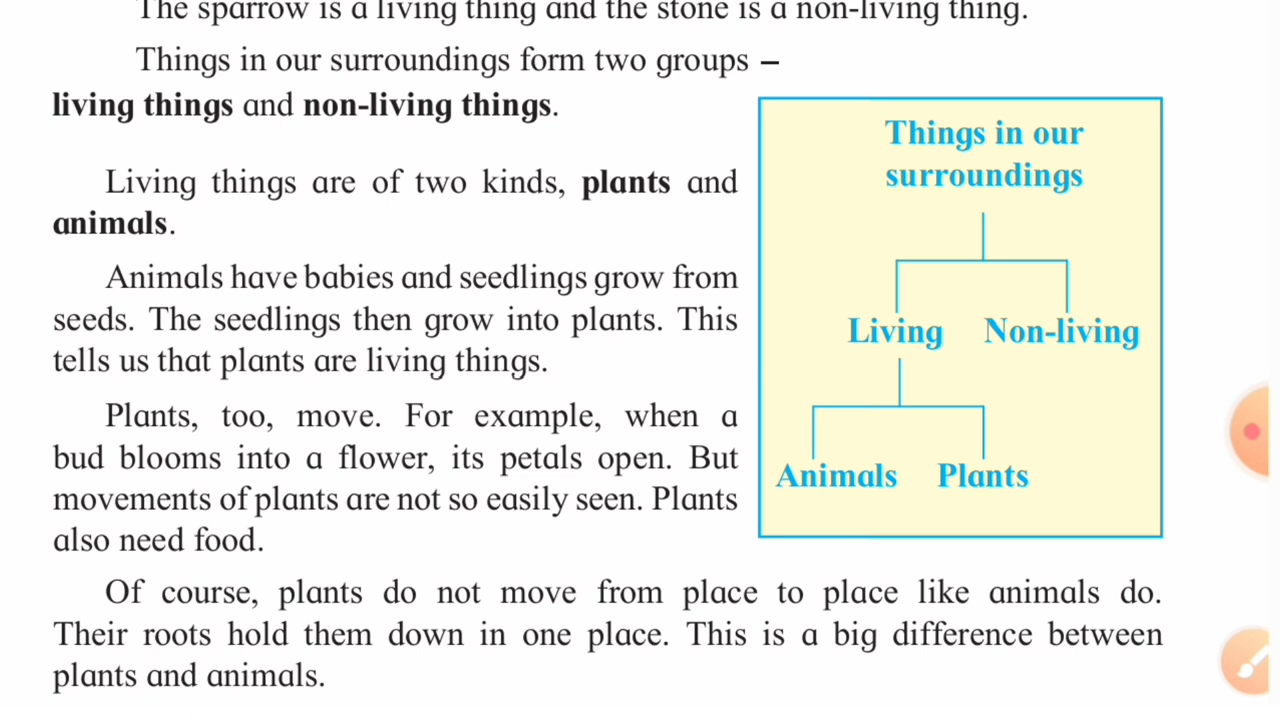 The sparrow is a living thing and the stone is a non-living thing.
Things in our surroundings form two groups –
living things and non-living things.
Living things are of two kinds, plants and
animals.
Animals have babies and seedlings grow from
seeds. The seedlings then grow into plants. This
tells us that plants are living things.
Plants, too, move. For example, when a
bud blooms into a flower, its petals open. But
movements of plants are not so easily seen. Plants
also need food.
Things in our
surroundings
Living Non-living
Animals Plants
Of course, plants do not move from place to place like animals do.
Their roots hold them down in one place. This is a big difference between
plants and animals.